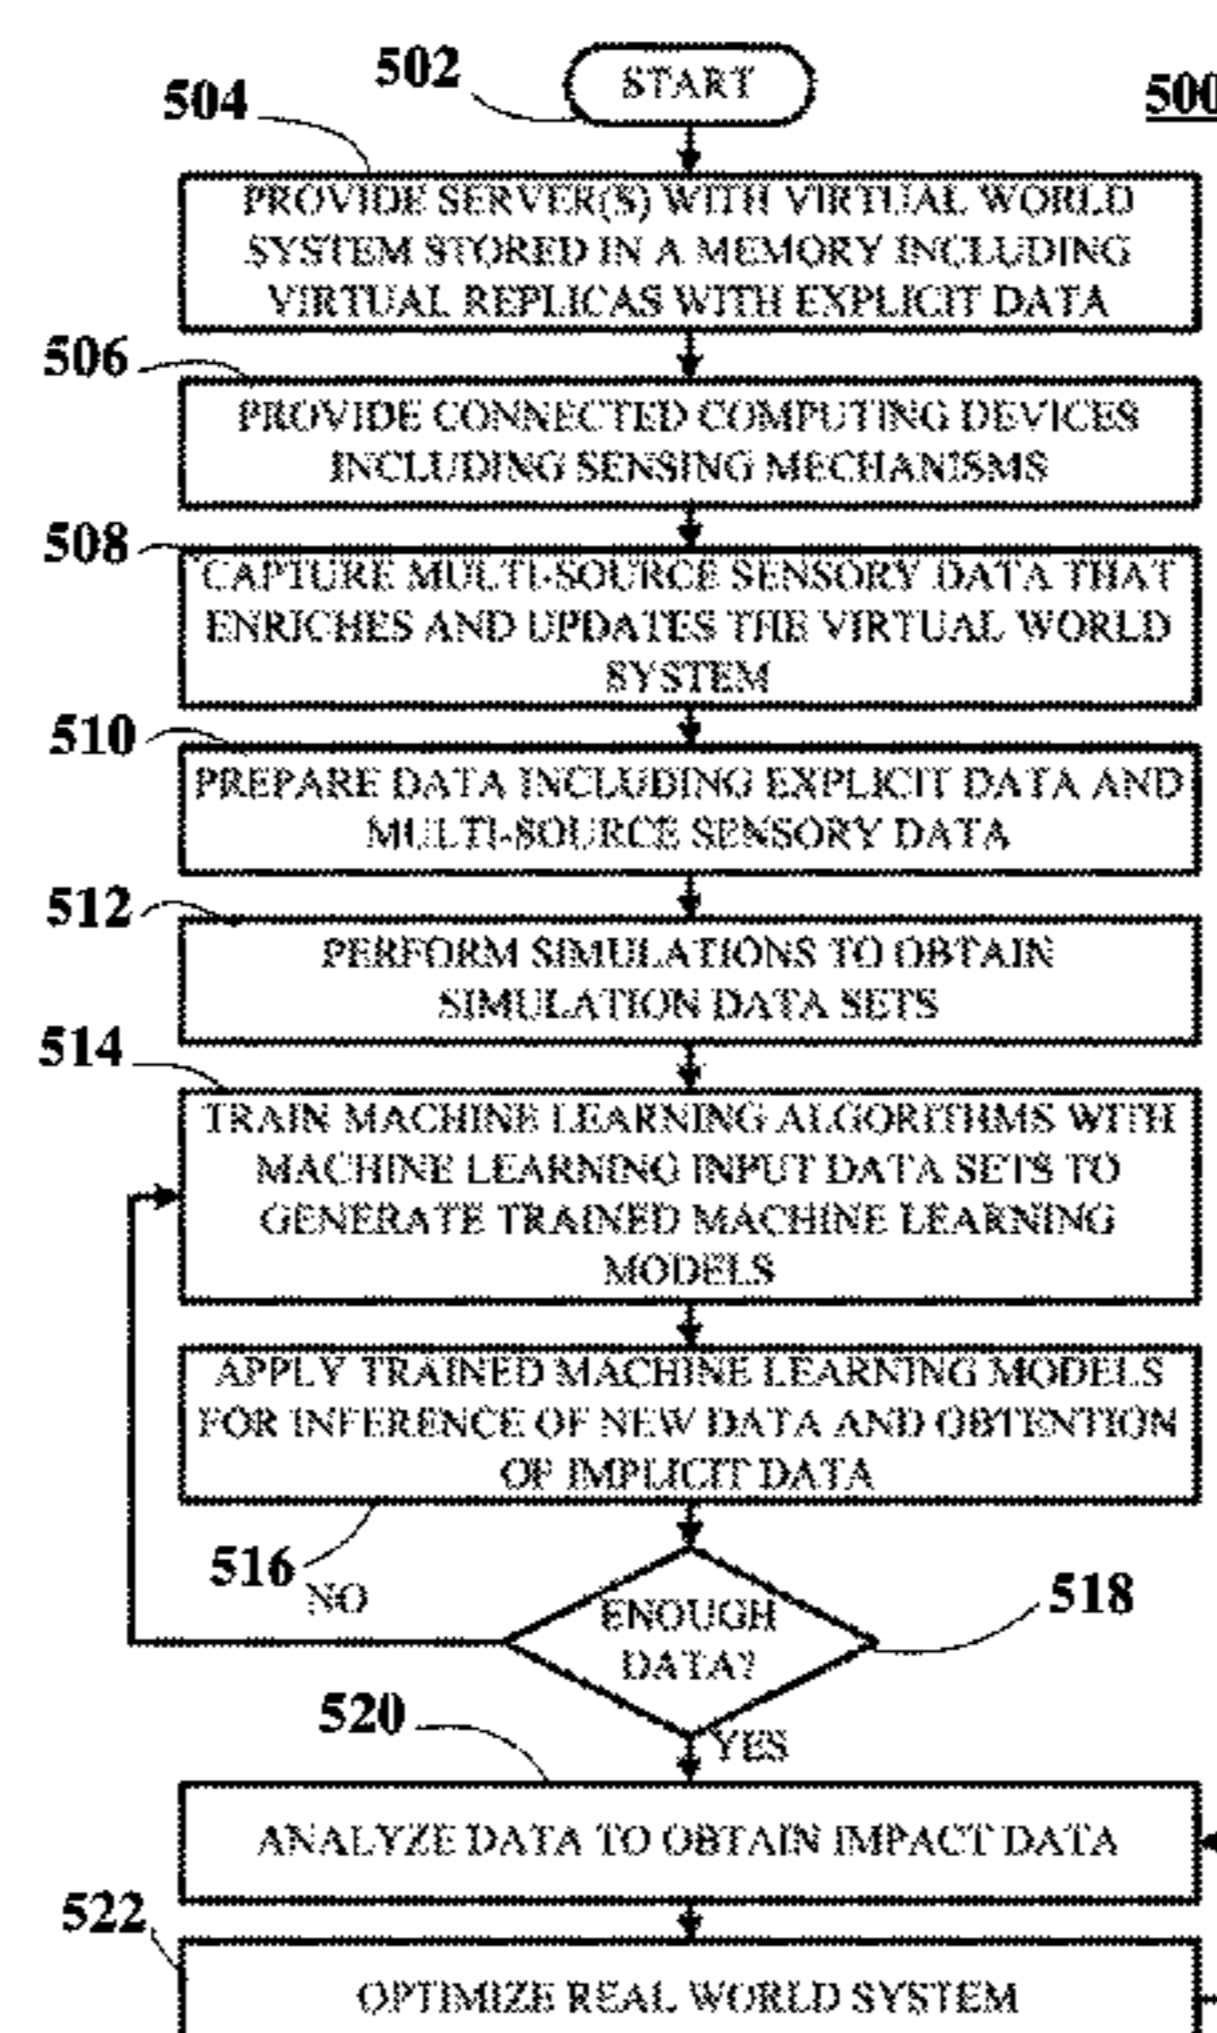 502
START
500
504
PROVIDE SERVER(S) WITH VIRTUAL WORLD
SYSTEM STORED IN A MEMORY INCLUDING
VIRTUAL REPLICAS WITH EXPLICIT DATA
506
PROVIDE CONNECTED COMPUTING DEVICES
INCLUDING SENSING MECHANISMS
508
CAPTURE MULTI-SOURCE SENSORY DATA THAT
ENRICHES AND UPDATES THE VIRTUAL WORLD
SYSTEM
510
PREPARE DATA INCLUDING EXPLICIT DATA AND
MULTI-SOURCE SENSORY DATA
512
PERFORM SIMULATIONS TO OBTAIN
SIMULATION DATA SETS
514
TRAIN MACHINE LEARNING ALGORITHMS WITH
MACHINE LEARNING INPUT DATA SETS TO
GENERATE TRAINED MACHINE LEARNING
MODELS
APPLY TRAINED MACHINE LEARNING MODELS
FOR INFERENCE OF NEW DATA AND OBTENTION
OF IMPLICIT DATA
516
NO
ENOUGH
DATA?
518
YES
520
ANALYZE DATA TO OBTAIN IMPACT DATA
522
OPTIMIZE REAL WORLD SYSTEM